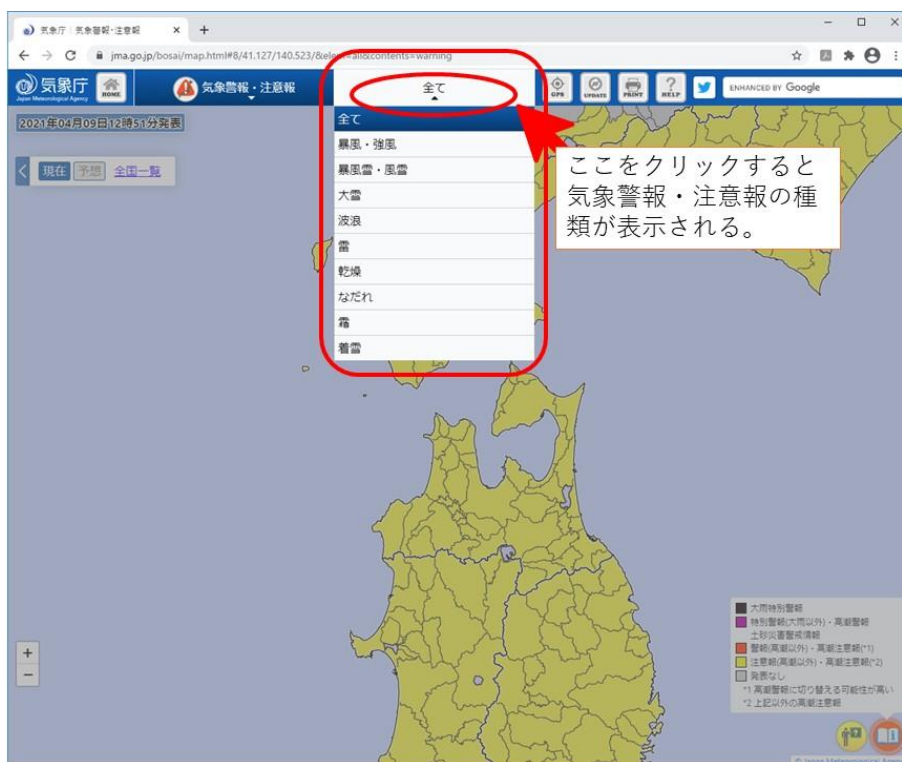 気象庁｜気象警報・注意報
jma.go.jp/bosai/map.html#8/41.127/140.523/&elem=all&contents=warning
気象庁
Japan Meteorological Agency
HOME
気象警報・注意報
全て
GPS
UPDATE
PRINT
HELP
ENHANCED BY Google
2021年04月09日12時51分発表
現在 予想 全国一覧
全て
暴風・強風
暴風雪・風雪
大雪
波浪
雷
乾燥
なだれ
霜
着雪
ここをクリックすると
気象警報・注意報の種
類が表示される。
大雨特別警報
特別警報(大雨以外)・高潮警報
土砂災害警戒情報
警報(高潮以外)・高潮注意報(*1)
注意報(高潮以外)・高潮注意報(*2)
発表なし
*1 高潮警報に切り替える可能性が高い
*2 上記以外の高潮注意報
+
−
© Japan Meteorological Agency